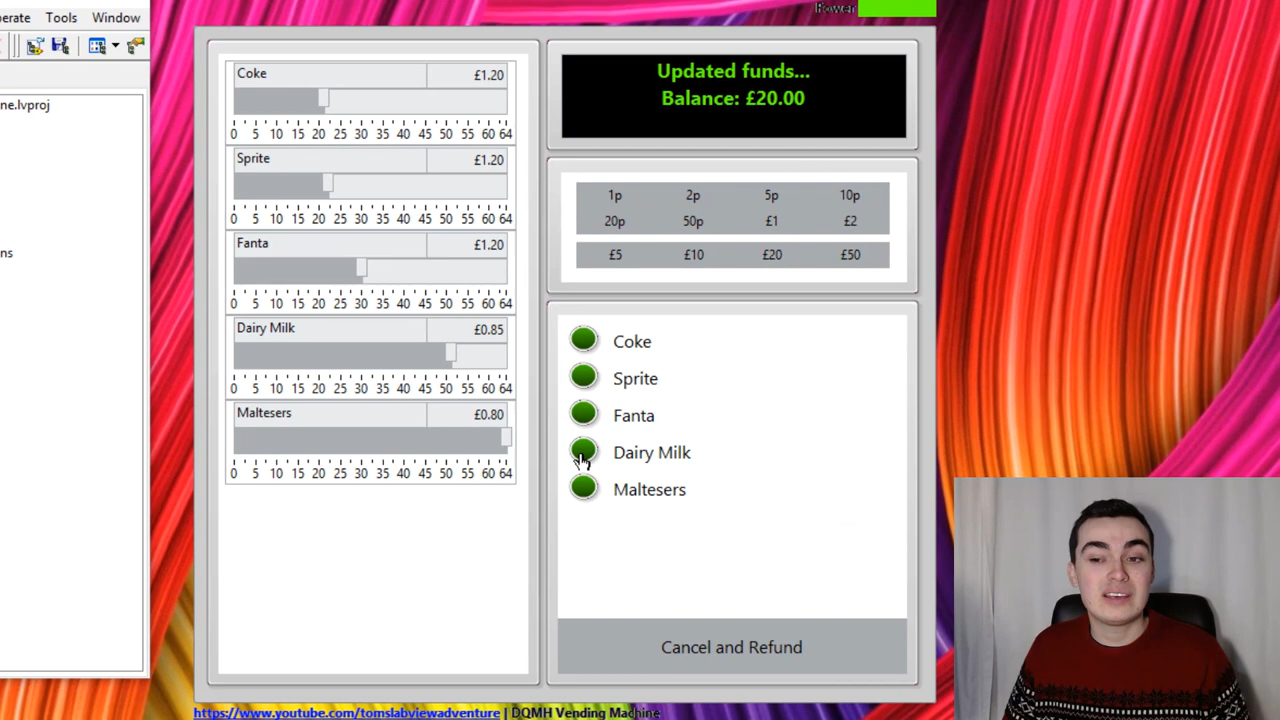 erate Tools Window
Power
ne.lvproj
ns
Coke £1.20
0 5 10 15 20 25 30 35 40 45 50 55 60 64
Sprite £1.20
0 5 10 15 20 25 30 35 40 45 50 55 60 64
Fanta £1.20
0 5 10 15 20 25 30 35 40 45 50 55 60 64
Dairy Milk £0.85
0 5 10 15 20 25 30 35 40 45 50 55 60 64
Maltesers £0.80
0 5 10 15 20 25 30 35 40 45 50 55 60 64
Updated funds...
Balance: £20.00
1p 2p 5p 10p
20p 50p £1 £2
£5 £10 £20 £50
Coke
Sprite
Fanta
Dairy Milk
Maltesers
Cancel and Refund
https://www.youtube.com/tomslabviewadventure | DQMH Vending Machine